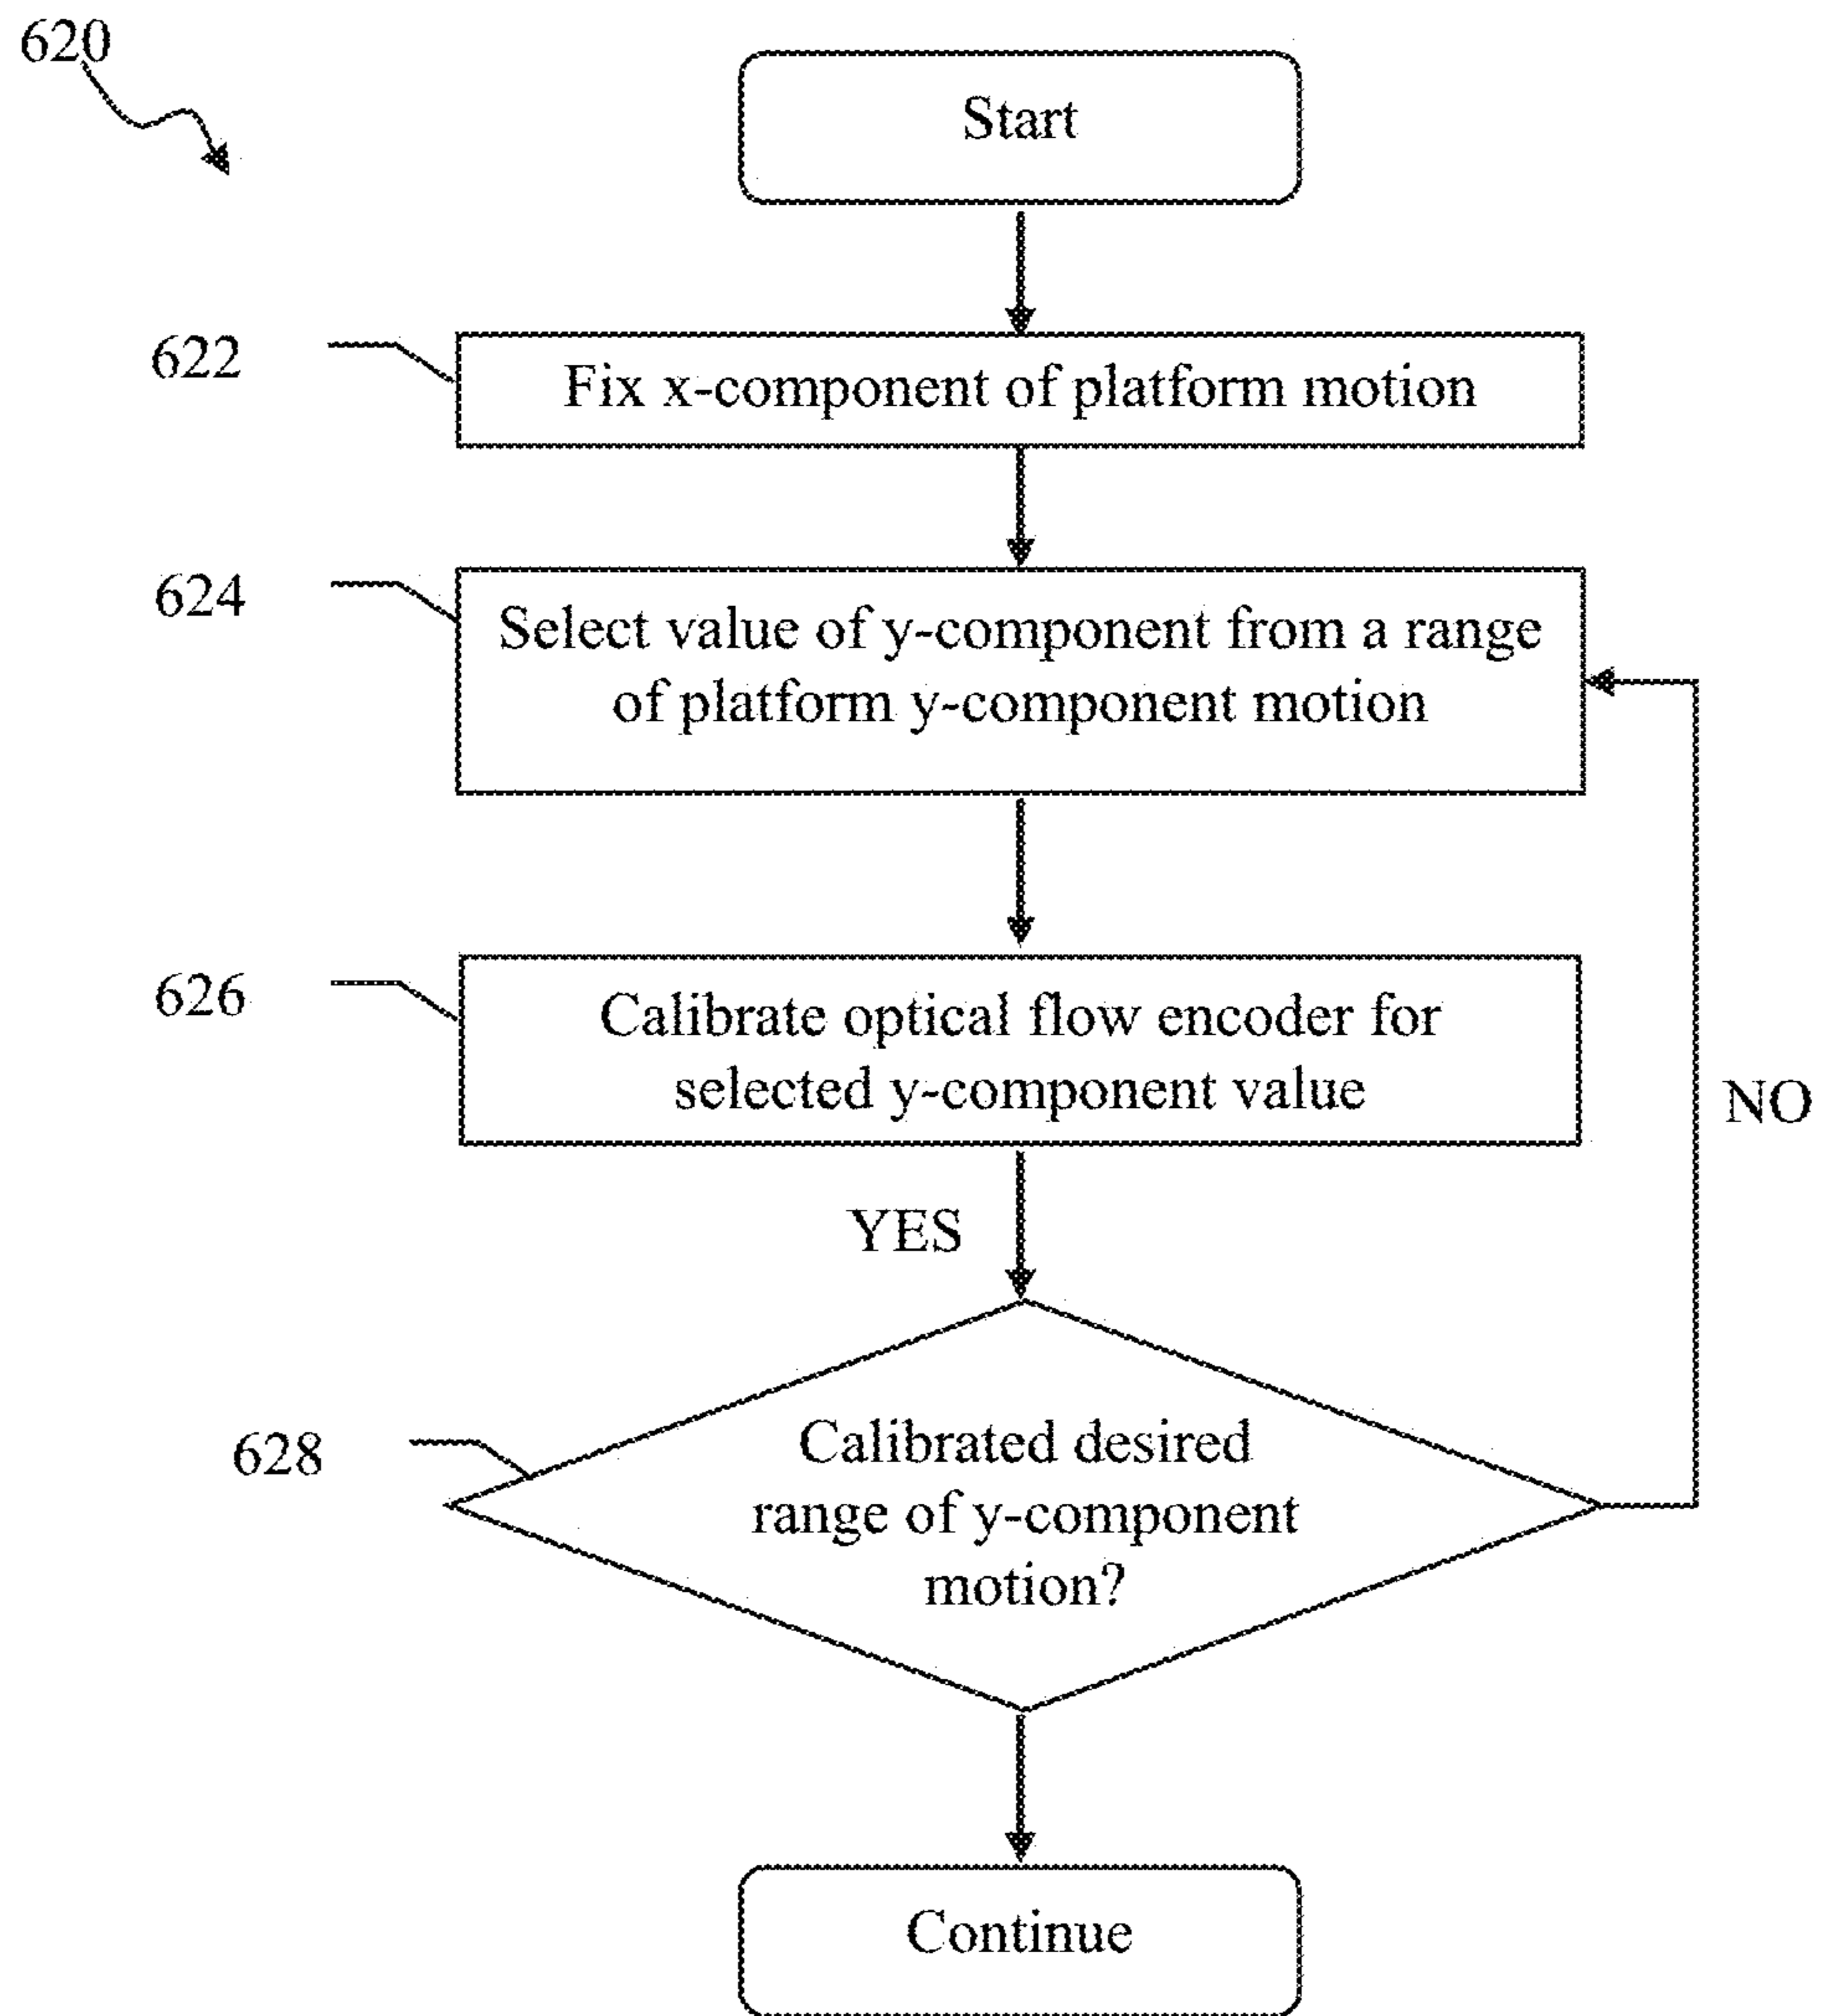 620
Start
622
Fix x-component of platform motion
624
Select value of y-component from a range
of platform y-component motion
626
Calibrate optical flow encoder for
selected y-component value
NO
YES
628
Calibrated desired
range of y-component
motion?
Continue